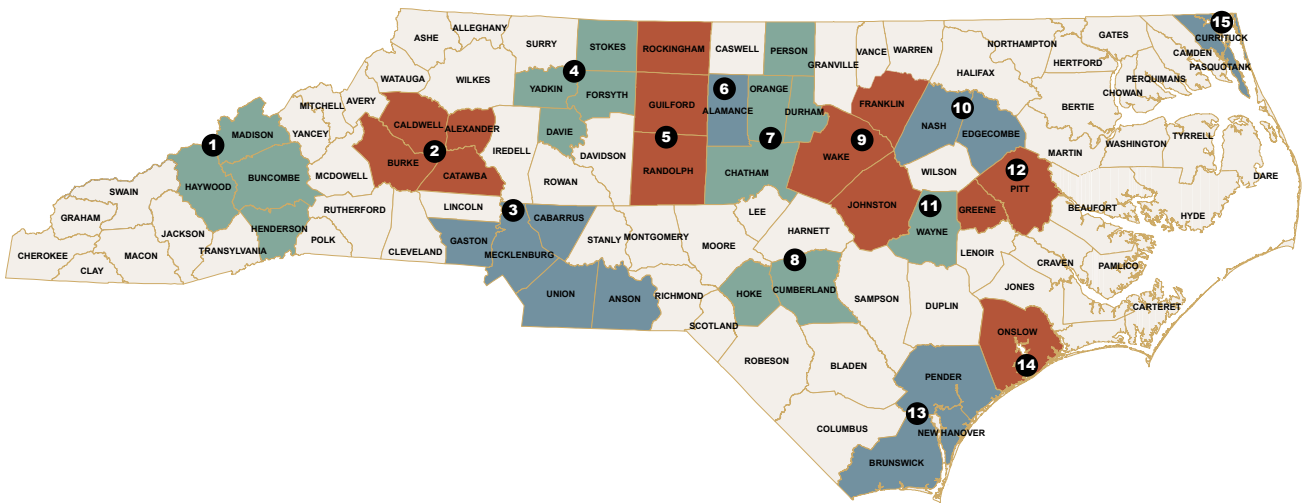 ASHE
ALLEGHANY
SURRY
STOKES
ROCKINGHAM
CASWELL
PERSON
GRANVILLE
VANCE
WARREN
NORTHAMPTON
GATES
HERTFORD
CAMDEN
15
CURRITUCK
PASQUOTANK
PERQUIMANS
CHOWAN
WATAUGA
WILKES
4
YADKIN
FORSYTH
GUILFORD
6
ALAMANCE
ORANGE
DURHAM
FRANKLIN
HALIFAX
10
NASH
EDGECOMBE
BERTIE
MITCHELL
AVERY
CALDWELL
ALEXANDER
DAVIE
1
MADISON
YANCEY
2
BURKE
CATAWBA
IREDELL
DAVIDSON
ROWAN
5
RANDOLPH
7
CHATHAM
9
WAKE
WILSON
MARTIN
WASHINGTON
TYRRELL
DARE
HAYWOOD
BUNCOMBE
MCDOWELL
SWAIN
GRAHAM
JACKSON
HENDERSON
RUTHERFORD
LINCOLN
3
CABARRUS
LEE
JOHNSTON
11
WAYNE
GREENE
12
PITT
BEAUFORT
HYDE
CHEROKEE
CLAY
MACON
TRANSYLVANIA
POLK
CLEVELAND
GASTON
MECKLENBURG
STANLY
MONTGOMERY
MOORE
HARNETT
8
LENOIR
CRAVEN
PAMLICO
UNION
ANSON
RICHMOND
HOKE
CUMBERLAND
SAMPSON
DUPLIN
JONES
CARTERET
SCOTLAND
ONSLOW
14
ROBESON
BLADEN
PENDER
13
COLUMBUS
NEW HANOVER
BRUNSWICK